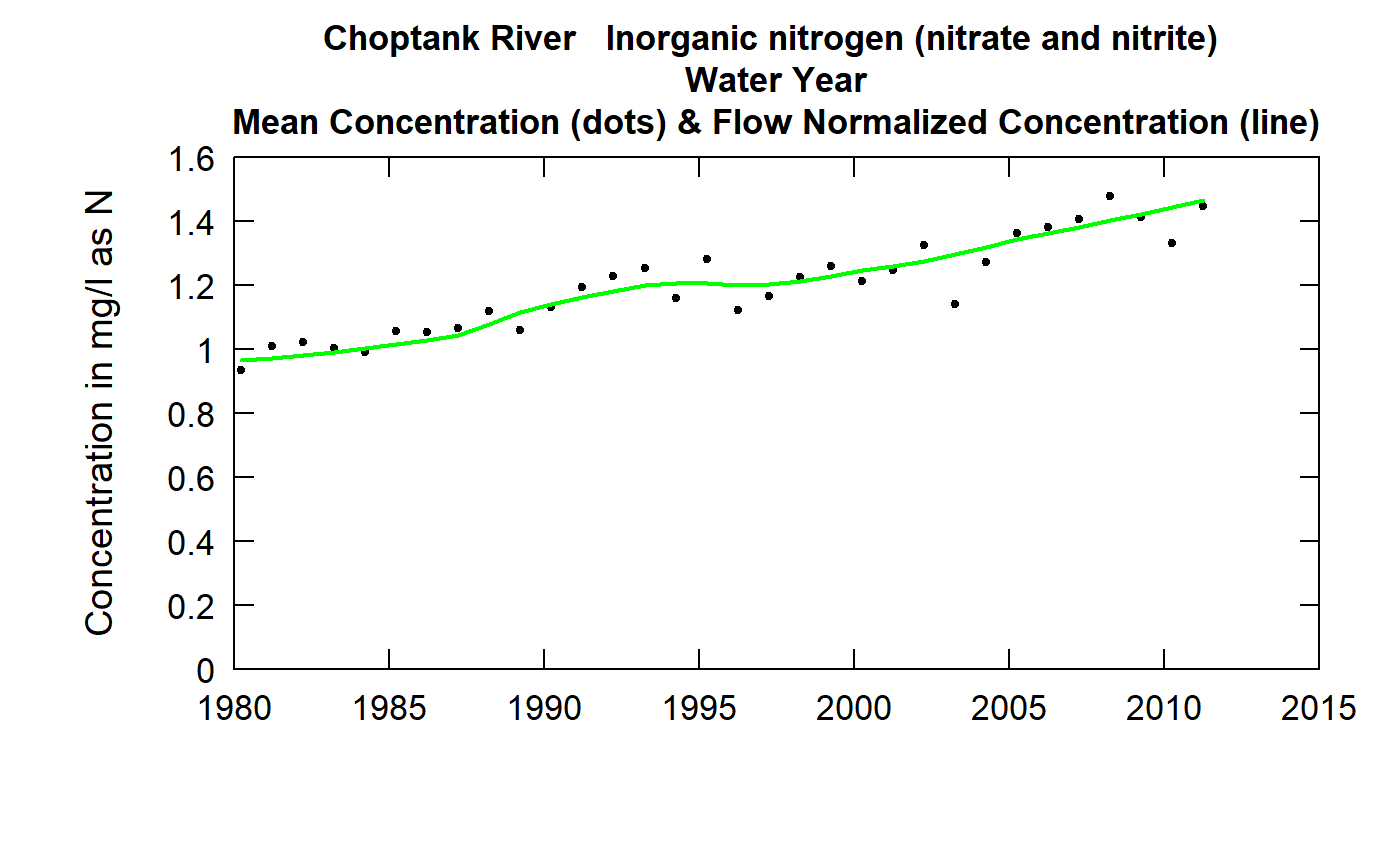 Choptank River Inorganic nitrogen (nitrate and nitrite)
Water Year
Mean Concentration (dots) & Flow Normalized Concentration (line)
Concentration in mg/l as N
1.6
1.4
1.2
1
0.8
0.6
0.4
0.2
0
1980 1985 1990 1995 2000 2005 2010 2015